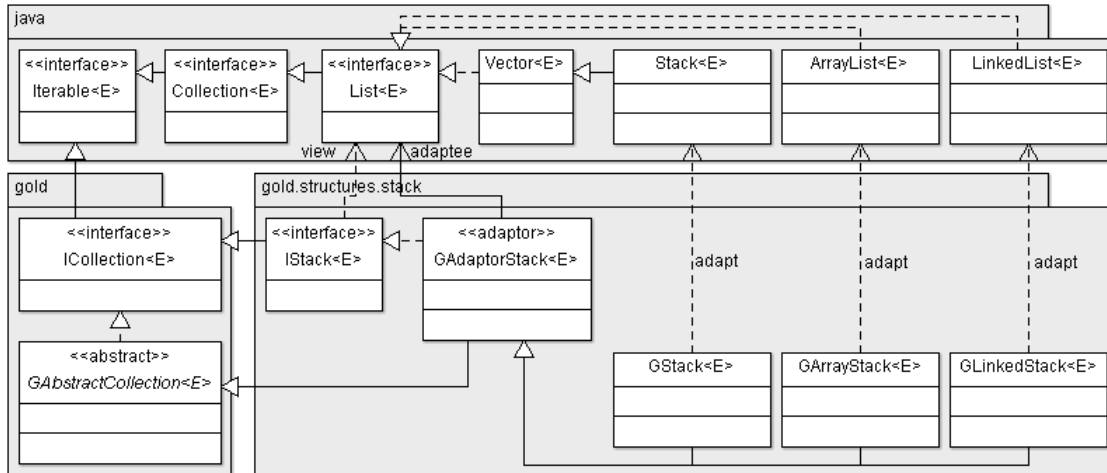 java
<<interface>>
Iterable<E>
<<interface>>
Collection<E>
<<interface>>
List<E>
Vector<E>
Stack<E>
ArrayList<E>
LinkedList<E>
view
adaptee
gold
gold.structures.stack
<<interface>>
ICollection<E>
<<interface>>
IStack<E>
<<adaptor>>
GAdaptorStack<E>
adapt
adapt
adapt
<<abstract>>
GAbstractCollection<E>
GStack<E>
GArrayStack<E>
GLinkedStack<E>